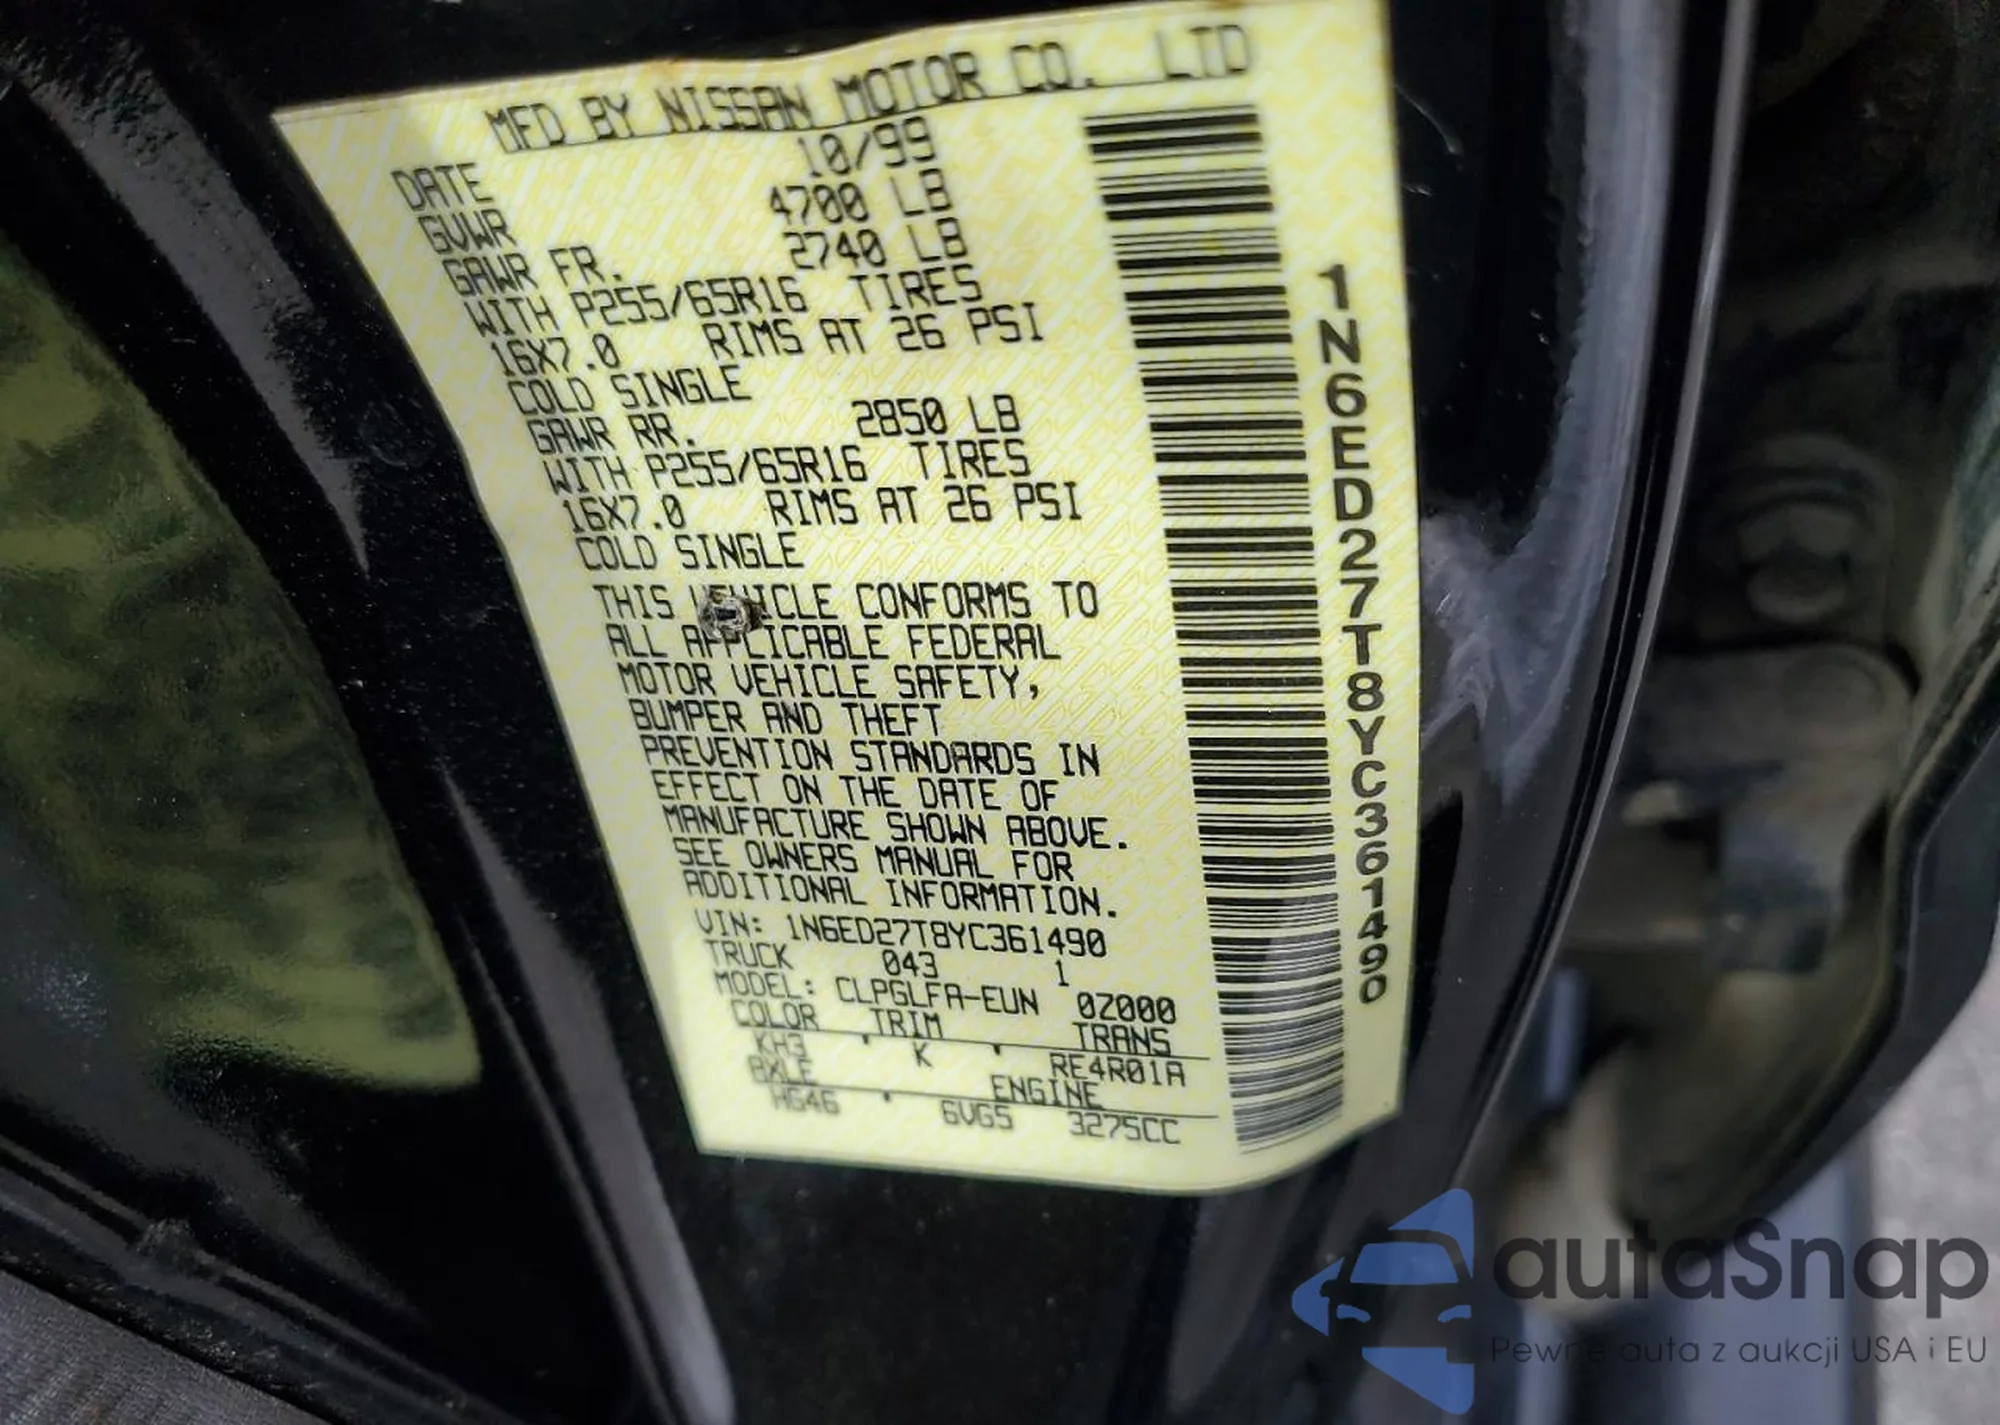 MFD BY NISSAN MOTOR CO. LTD
DATE 10/99
GVWR 4700 LB
GAWR FR. 2740 LB
WITH P255/65R16 TIRES
16X7.0 RIMS AT 26 PSI
COLD SINGLE
GAWR RR. 2850 LB
WITH P255/65R16 TIRES
16X7.0 RIMS AT 26 PSI
COLD SINGLE
THIS VEHICLE CONFORMS TO
ALL APPLICABLE FEDERAL
MOTOR VEHICLE SAFETY,
BUMPER AND THEFT
PREVENTION STANDARDS IN
EFFECT ON THE DATE OF
MANUFACTURE SHOWN ABOVE.
SEE OWNERS MANUAL FOR
ADDITIONAL INFORMATION.
VIN: 1N6ED27T8YC361490
TRUCK 043 1
MODEL: CLPGLFA-EUN 0Z000
COLOR TRIM TRANS
KH3 K RE4R01A
AXLE ENGINE
HG46 6VG5 3275CC
1N6ED27T8YC361490
autaSnap
Pewne auta z aukcji USA i EU